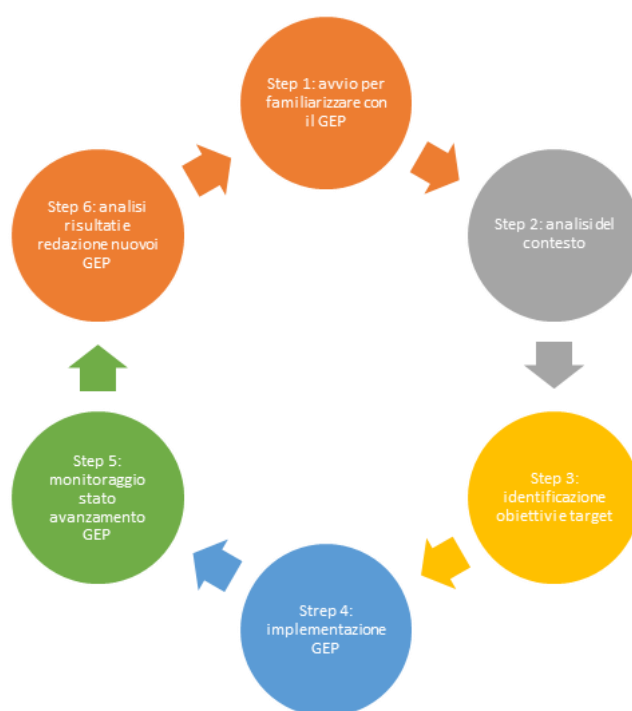 Step 1: avvio per
familiarizzare con
il GEP
Step 2: analisi del
contesto
Step 3:
identificazione
obiettivi e target
Strep 4:
implementazione
GEP
Step 5:
monitoraggio
stato
avanzamento
GEP
Step 6: analisi
risultati e
redazione nuovoi
GEP